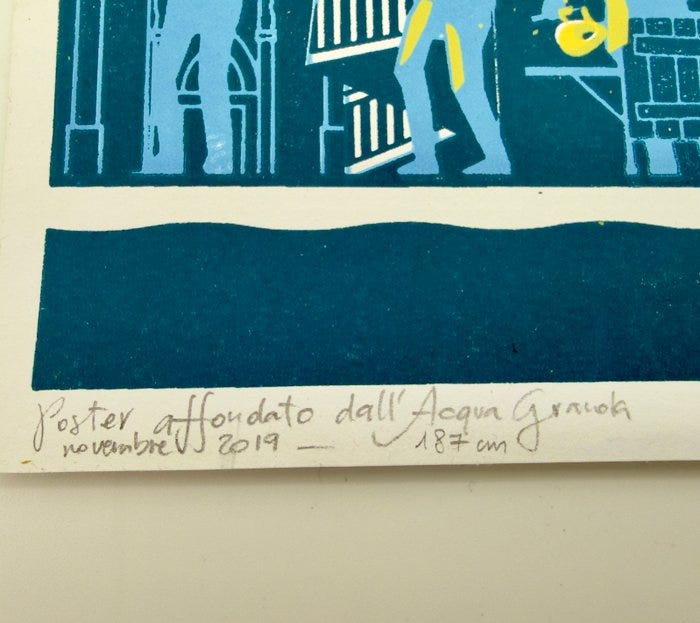 Poster affondato dall'Acqua Granda
novembre 2019 — 187 cm